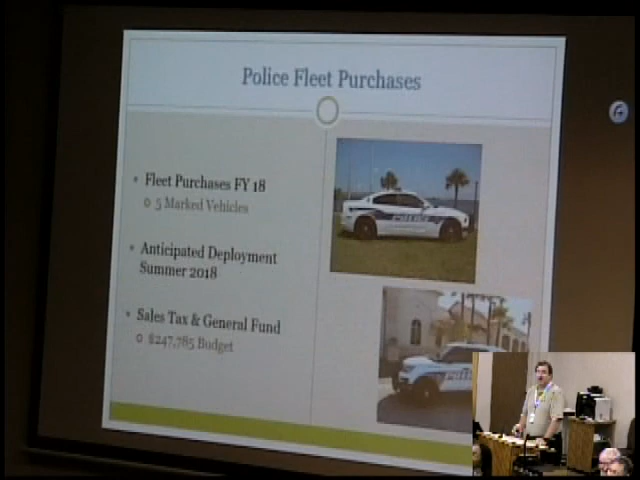 Police Fleet Purchases
Fleet Purchases FY 18
5 Marked Vehicles
Anticipated Deployment
Summer 2018
Sales Tax & General Fund
$247,785 Budget
POLICE